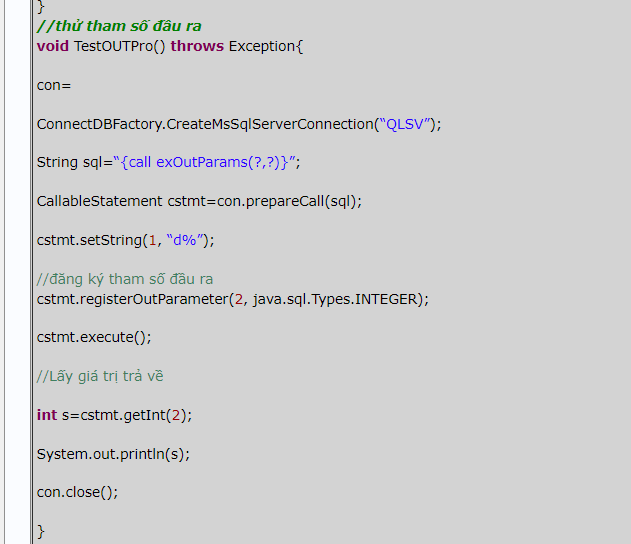 }
//thử tham số đầu ra
void TestOUTPro() throws Exception{
con=
ConnectDBFactory.CreateMsSqlServerConnection(“QLSV”);
String sql=“{call exOutParams(?,?)}”;
CallableStatement cstmt=con.prepareCall(sql);
cstmt.setString(1, “d%”);
//đăng ký tham số đầu ra
cstmt.registerOutParameter(2, java.sql.Types.INTEGER);
cstmt.execute();
//Lấy giá trị trả về
int s=cstmt.getInt(2);
System.out.println(s);
con.close();
}